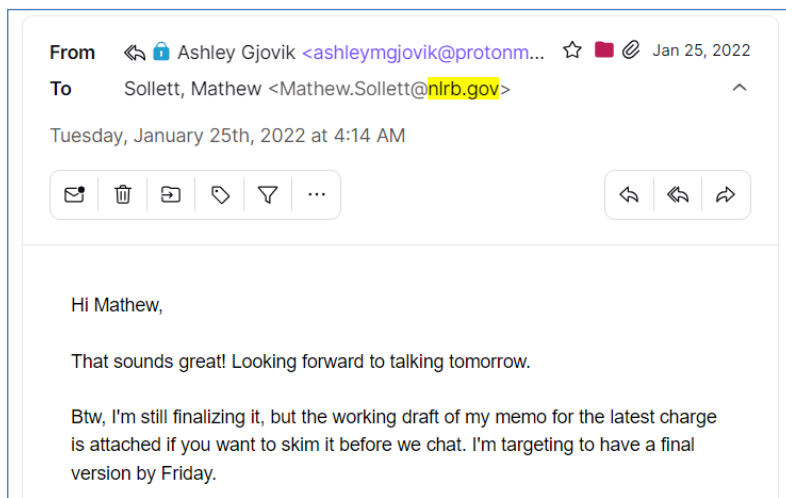 From Ashley Gjovik <ashleymgjovik@protonm... Jan 25, 2022
To Sollett, Mathew <Mathew.Sollett@nlrb.gov>
Tuesday, January 25th, 2022 at 4:14 AM
Hi Mathew,
That sounds great! Looking forward to talking tomorrow.
Btw, I'm still finalizing it, but the working draft of my memo for the latest charge
is attached if you want to skim it before we chat. I'm targeting to have a final
version by Friday.